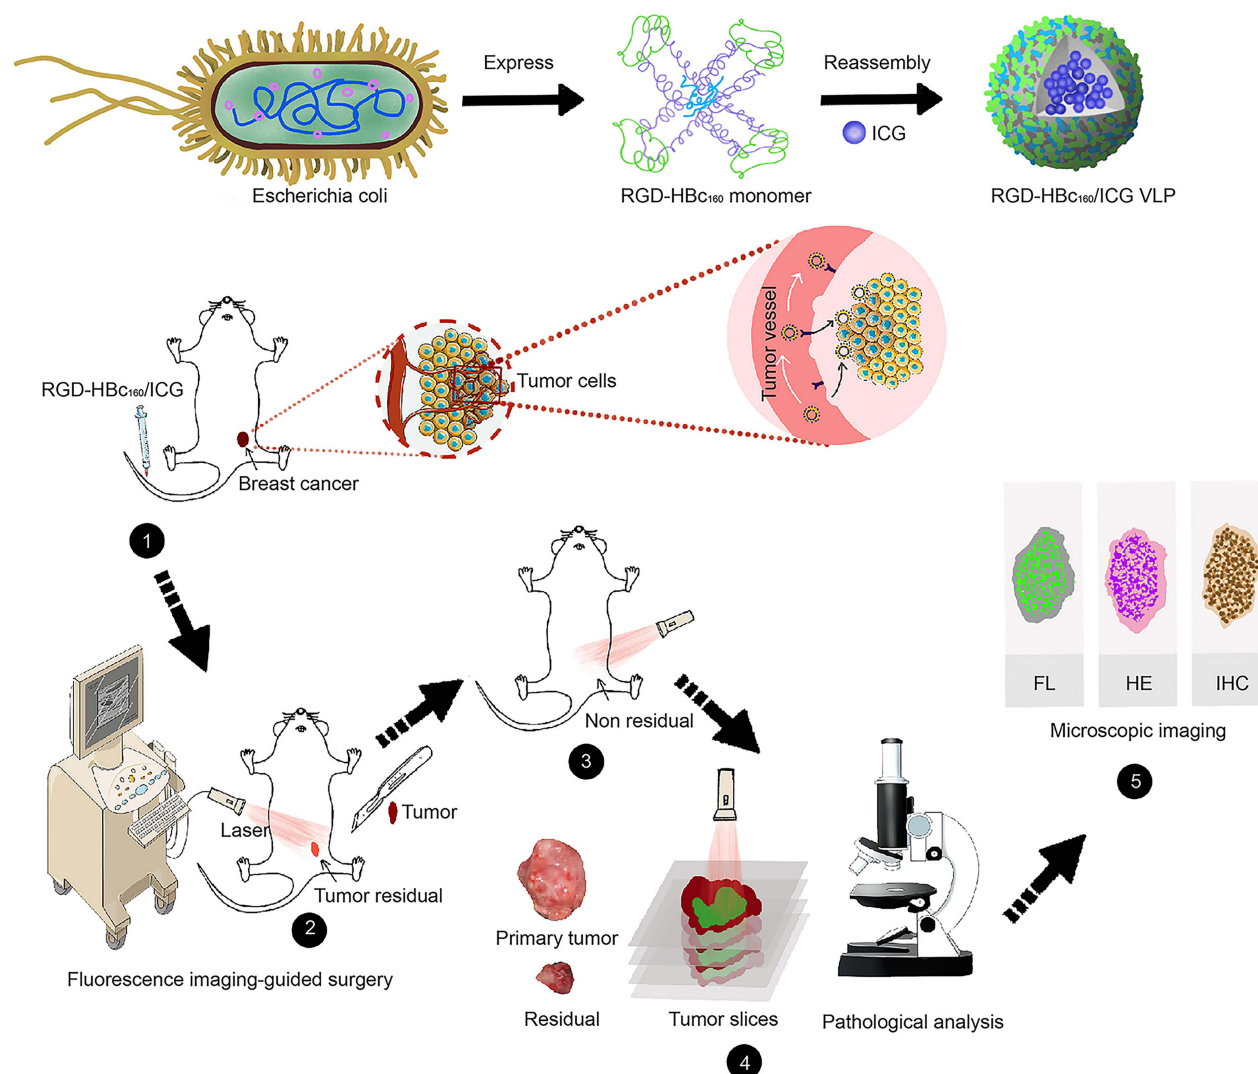 Express
Reassembly
ICG
Escherichia coli
RGD-HBc₁₆₀ monomer
RGD-HBc₁₆₀/ICG VLP
Tumor vessel
RGD-HBc₁₆₀/ICG
Tumor cells
Breast cancer
1
FL
HE
IHC
Microscopic imaging
5
Non residual
3
Laser
Tumor
Tumor residual
2
Fluorescence imaging-guided surgery
Primary tumor
Residual
Tumor slices
4
Pathological analysis